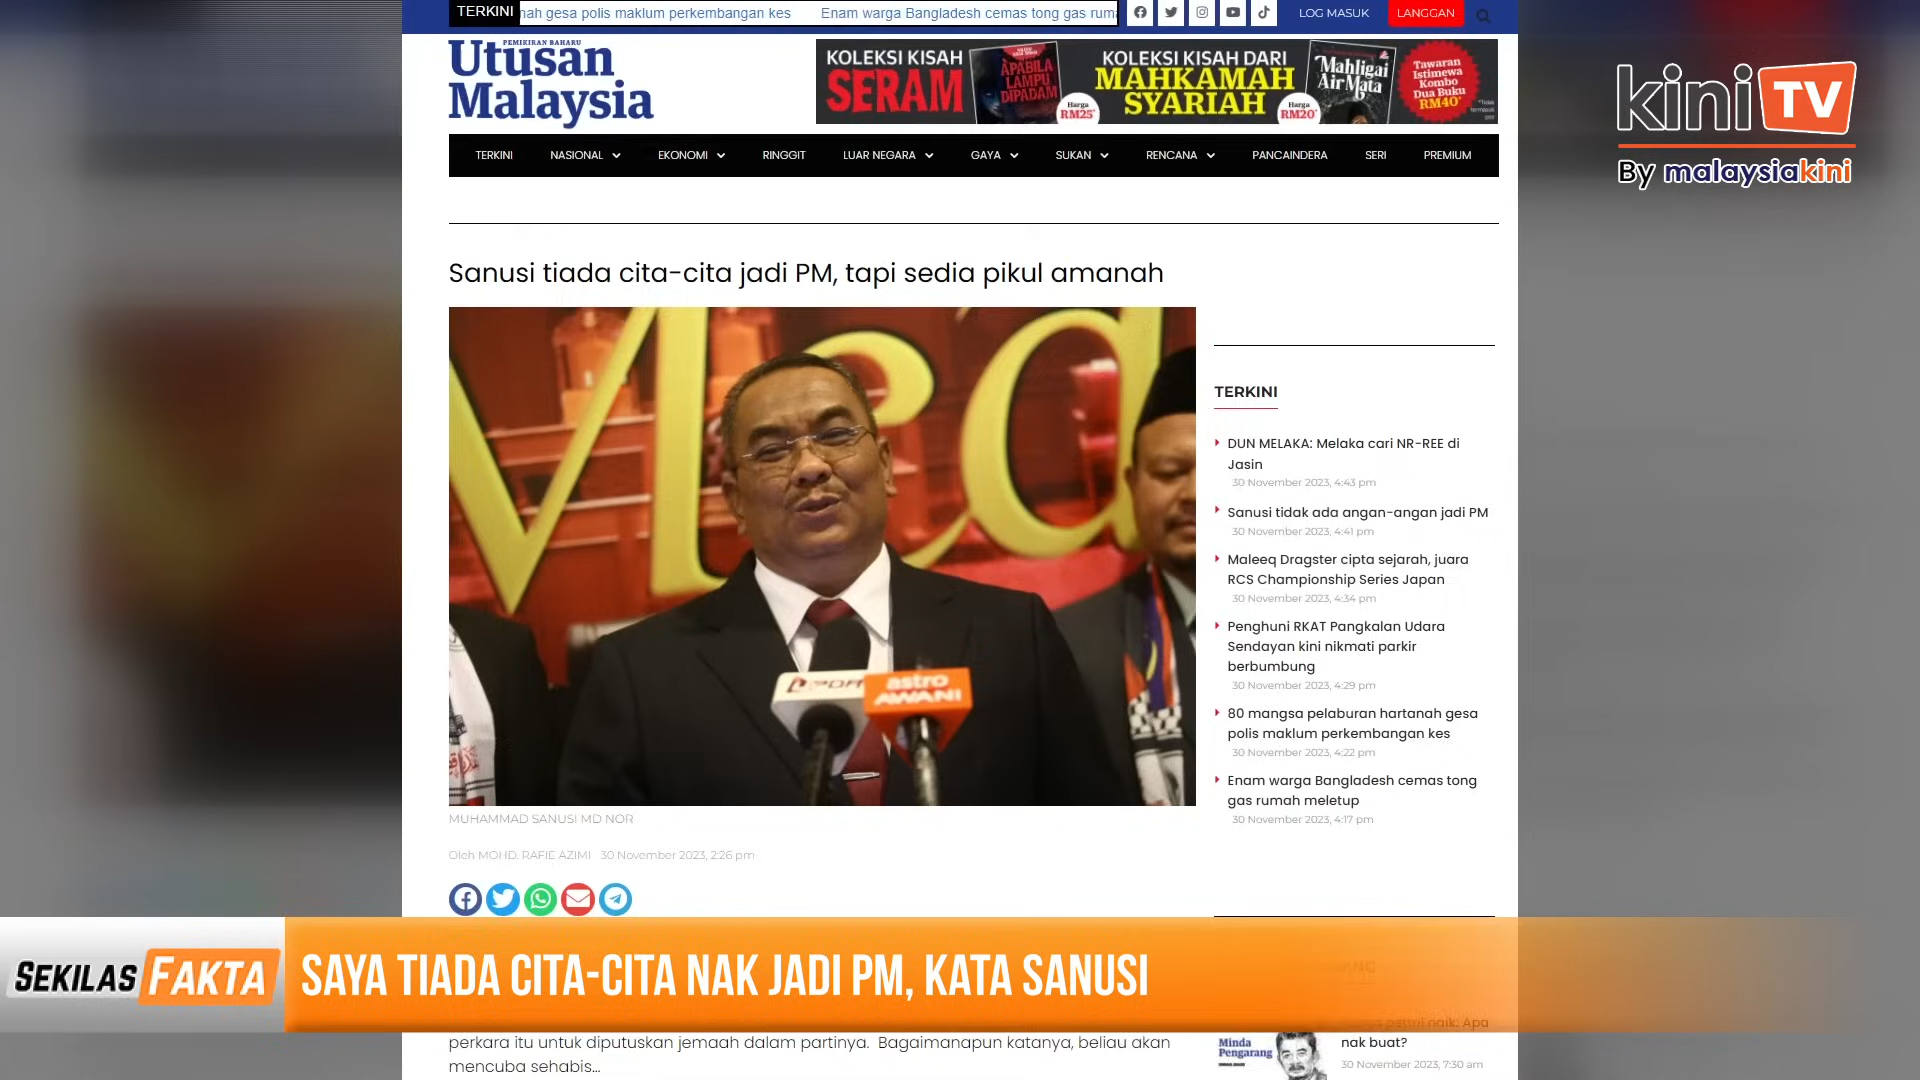 TERKINI
nah gesa polis maklum perkembangan kes Enam warga Bangladesh cemas tong gas ruma
LOG MASUK
LANGGAN
PEMIKIRAN BAHARU
Utusan
Malaysia
KOLEKSI KISAH
SERAM
APABILA
LAMPU
DIPADAM
Harga
RM25*
KOLEKSI KISAH DARI
MAHKAMAH
SYARIAH
Mahligai
Air Mata
Harga
RM20*
Tawaran
Istimewa
Kombo
Dua Buku
RM40*
kini TV
By malaysiakini
TERKINI NASIONAL EKONOMI RINGGIT LUAR NEGARA GAYA SUKAN RENCANA PANCAINDERA SERI PREMIUM
Sanusi tiada cita-cita jadi PM, tapi sedia pikul amanah
Med
astro
AWANI
MUHAMMAD SANUSI MD NOR
Oleh MOHD. RAFIE AZIMI 30 November 2023, 2:26 pm
TERKINI
DUN MELAKA: Melaka cari NR-REE di
Jasin
30 November 2023, 4:43 pm
Sanusi tidak ada angan-angan jadi PM
30 November 2023, 4:41 pm
Maleeq Dragster cipta sejarah, juara
RCS Championship Series Japan
30 November 2023, 4:34 pm
Penghuni RKAT Pangkalan Udara
Sendayan kini nikmati parkir
berbumbung
30 November 2023, 4:29 pm
80 mangsa pelaburan hartanah gesa
polis maklum perkembangan kes
30 November 2023, 4:22 pm
Enam warga Bangladesh cemas tong
gas rumah meletup
30 November 2023, 4:17 pm
SEKILAS FAKTA
SAYA TIADA CITA-CITA NAK JADI PM, KATA SANUSI
perkara itu untuk diputuskan jemaah dalam partinya. Bagaimanapun katanya, beliau akan
mencuba sehabis...
Minda
Pengarang
naik: Apa
nak buat?
30 November 2023, 7:30 am